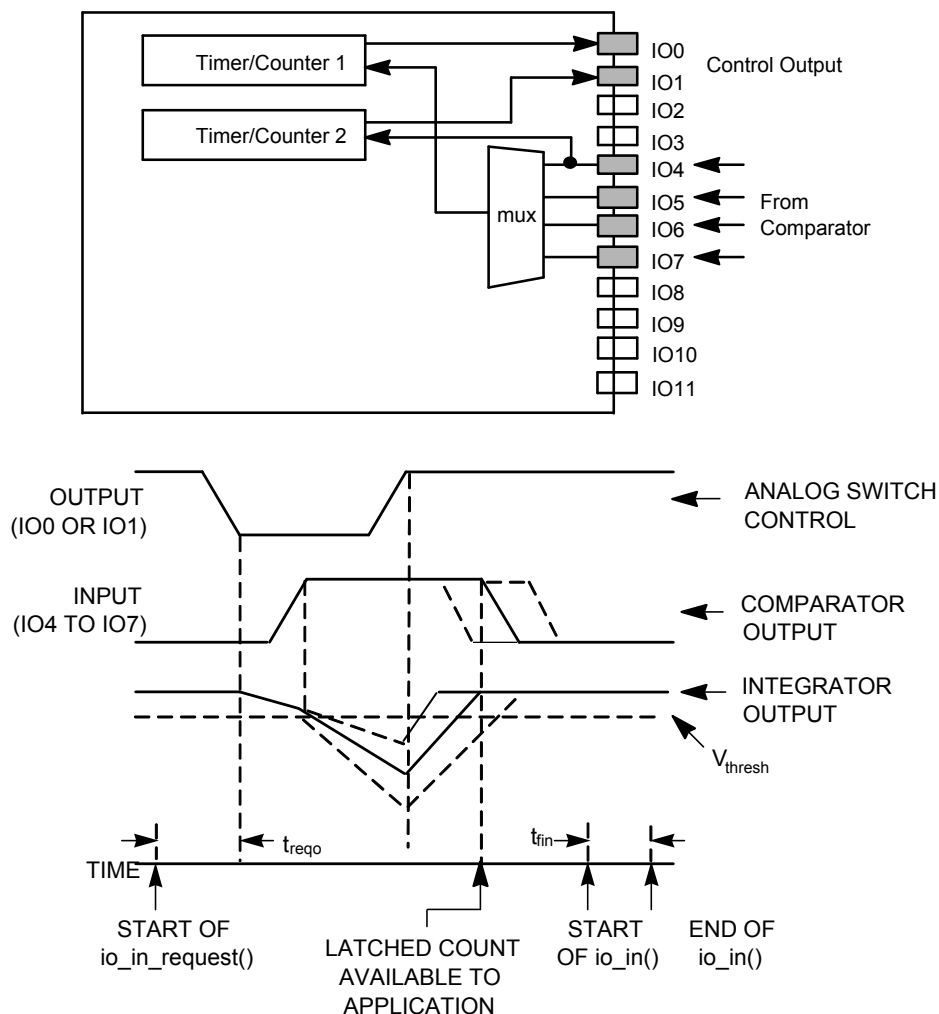 Timer/Counter 1
Timer/Counter 2
mux
IO0
IO1
IO2
IO3
IO4
IO5
IO6
IO7
IO8
IO9
IO10
IO11
Control Output
From
Comparator
OUTPUT
(IO0 OR IO1)
ANALOG SWITCH
CONTROL
INPUT
(IO4 TO IO7)
COMPARATOR
OUTPUT
INTEGRATOR
OUTPUT
Vthresh
treqo
tfin
TIME
START OF
io_in_request()
LATCHED COUNT
AVAILABLE TO
APPLICATION
START
OF io_in()
END OF
io_in()